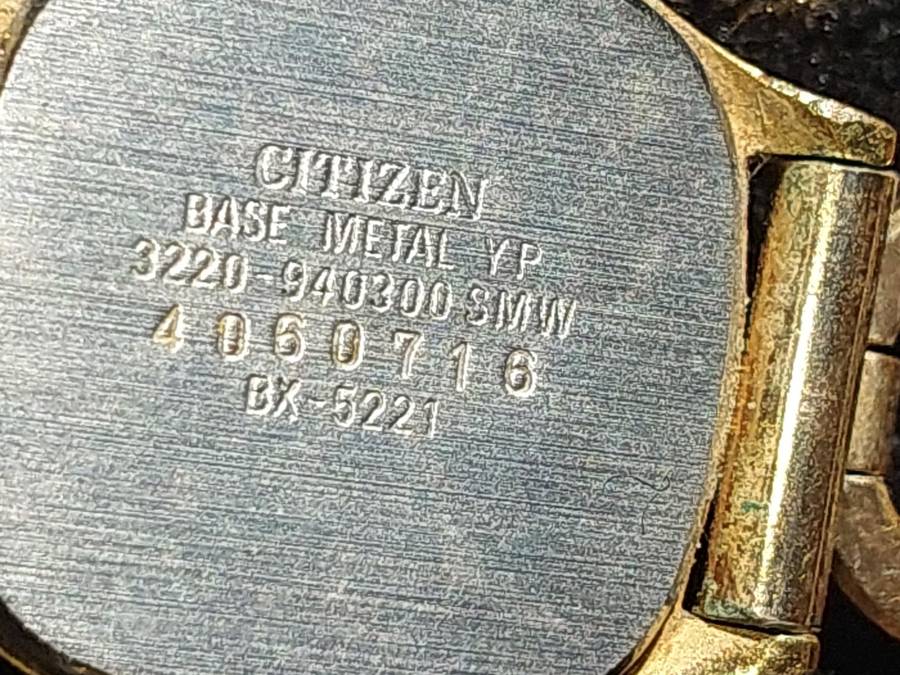 CITIZEN
BASE METAL YP
3220-940300 SMW
4060716
BX-5221